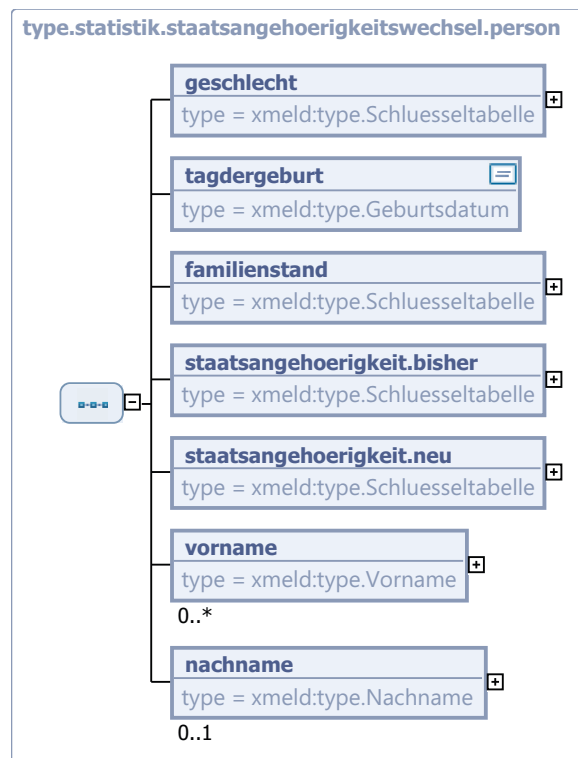 type.statistik.staatsangehoerigkeitswechsel.person
geschlecht
type = xmeld:type.Schluesseltabelle
tagdergeburt
type = xmeld:type.Geburtsdatum
familienstand
type = xmeld:type.Schluesseltabelle
staatsangehoerigkeit.bisher
type = xmeld:type.Schluesseltabelle
staatsangehoerigkeit.neu
type = xmeld:type.Schluesseltabelle
vorname
type = xmeld:type.Vorname
0..*
nachname
type = xmeld:type.Nachname
0..1